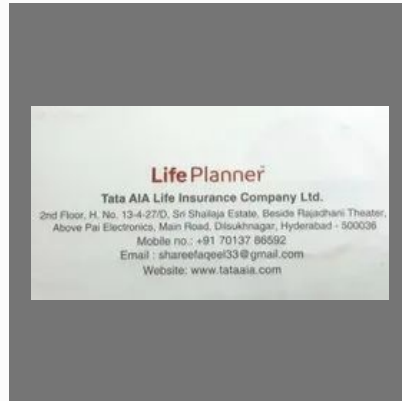 Life Planner™
Tata AIA Life Insurance Company Ltd.
2nd Floor, H. No. 13-4-27/D, Sri Shailaja Estate, Beside Rajadhani Theater,
Above Pai Electronics, Main Road, Dilsukhnagar, Hyderabad - 500036
Mobile no.: +91 70137 86592
Email : shareefaqeel33@gmail.com
Website: www.tataaia.com